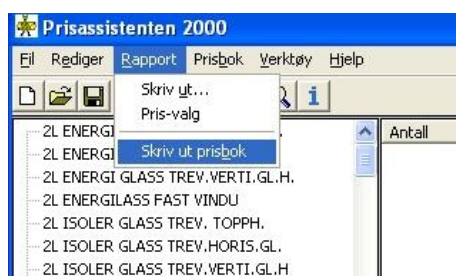 Prisassistenten 2000
Fil Rediger Rapport Prisbok Verktøy Hjelp
Skriv ut...
Pris-valg
Skriv ut prisbok
Antall
2L ENERGI
2L ENERGI
2L ENERGI GLASS TREV.VERTI.GL.H.
2L ENERGILASS FAST VINDU
2L ISOLER GLASS TREV. TOPPH.
2L ISOLER GLASS TREV.HORIS.GL.
2L ISOLER GLASS TREV.VERTI.GL.H